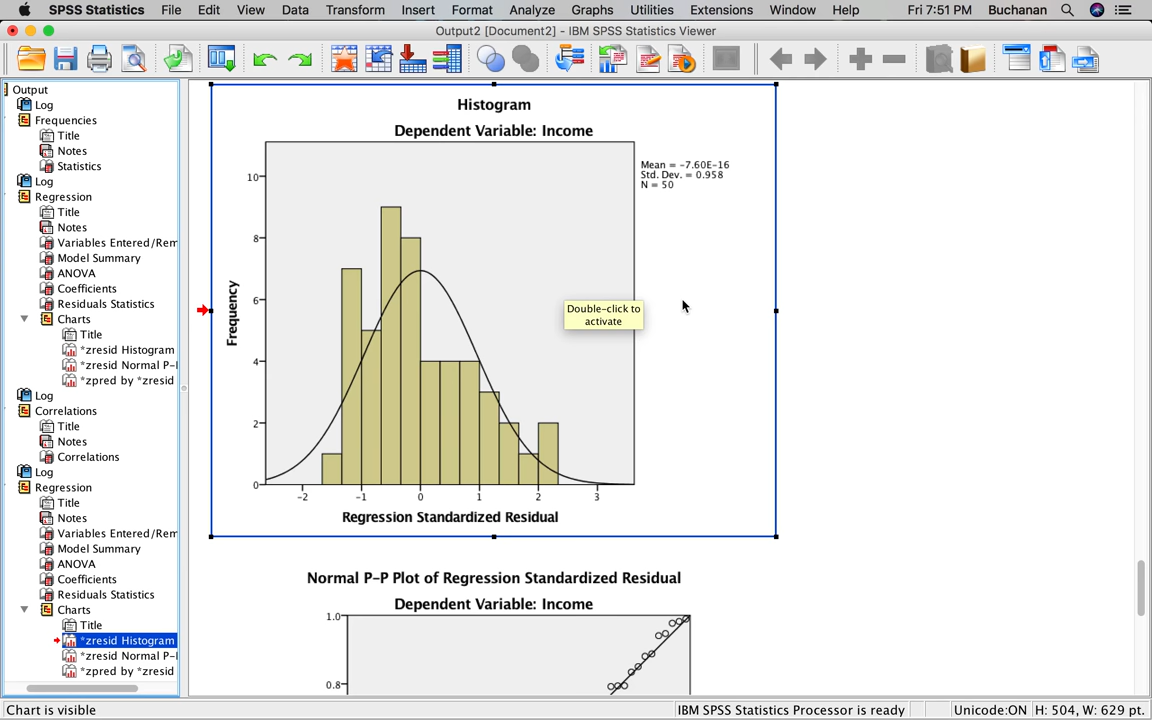 SPSS Statistics File Edit View Data Transform Insert Format Analyze Graphs Utilities Extensions Window Help Fri 7:51 PM Buchanan
Output2 [Document2] - IBM SPSS Statistics Viewer
Output
Log
Frequencies
Title
Notes
Statistics
Log
Regression
Title
Notes
Variables Entered/Rem
Model Summary
ANOVA
Coefficients
Residuals Statistics
Charts
Title
*zresid Histogram
*zresid Normal P-I
*zpred by *zresid
Log
Correlations
Title
Notes
Correlations
Log
Regression
Title
Notes
Variables Entered/Rem
Model Summary
ANOVA
Coefficients
Residuals Statistics
Charts
Title
*zresid Histogram
*zresid Normal P-I
*zpred by *zresid
Histogram
Dependent Variable: Income
Mean = -7.60E-16
Std. Dev. = 0.958
N = 50
10
8
6
4
2
0
Frequency
-2 -1 0 1 2 3
Regression Standardized Residual
Double-click to
activate
Normal P-P Plot of Regression Standardized Residual
Dependent Variable: Income
1.0
0.8
Chart is visible IBM SPSS Statistics Processor is ready Unicode:ON H: 504, W: 629 pt.